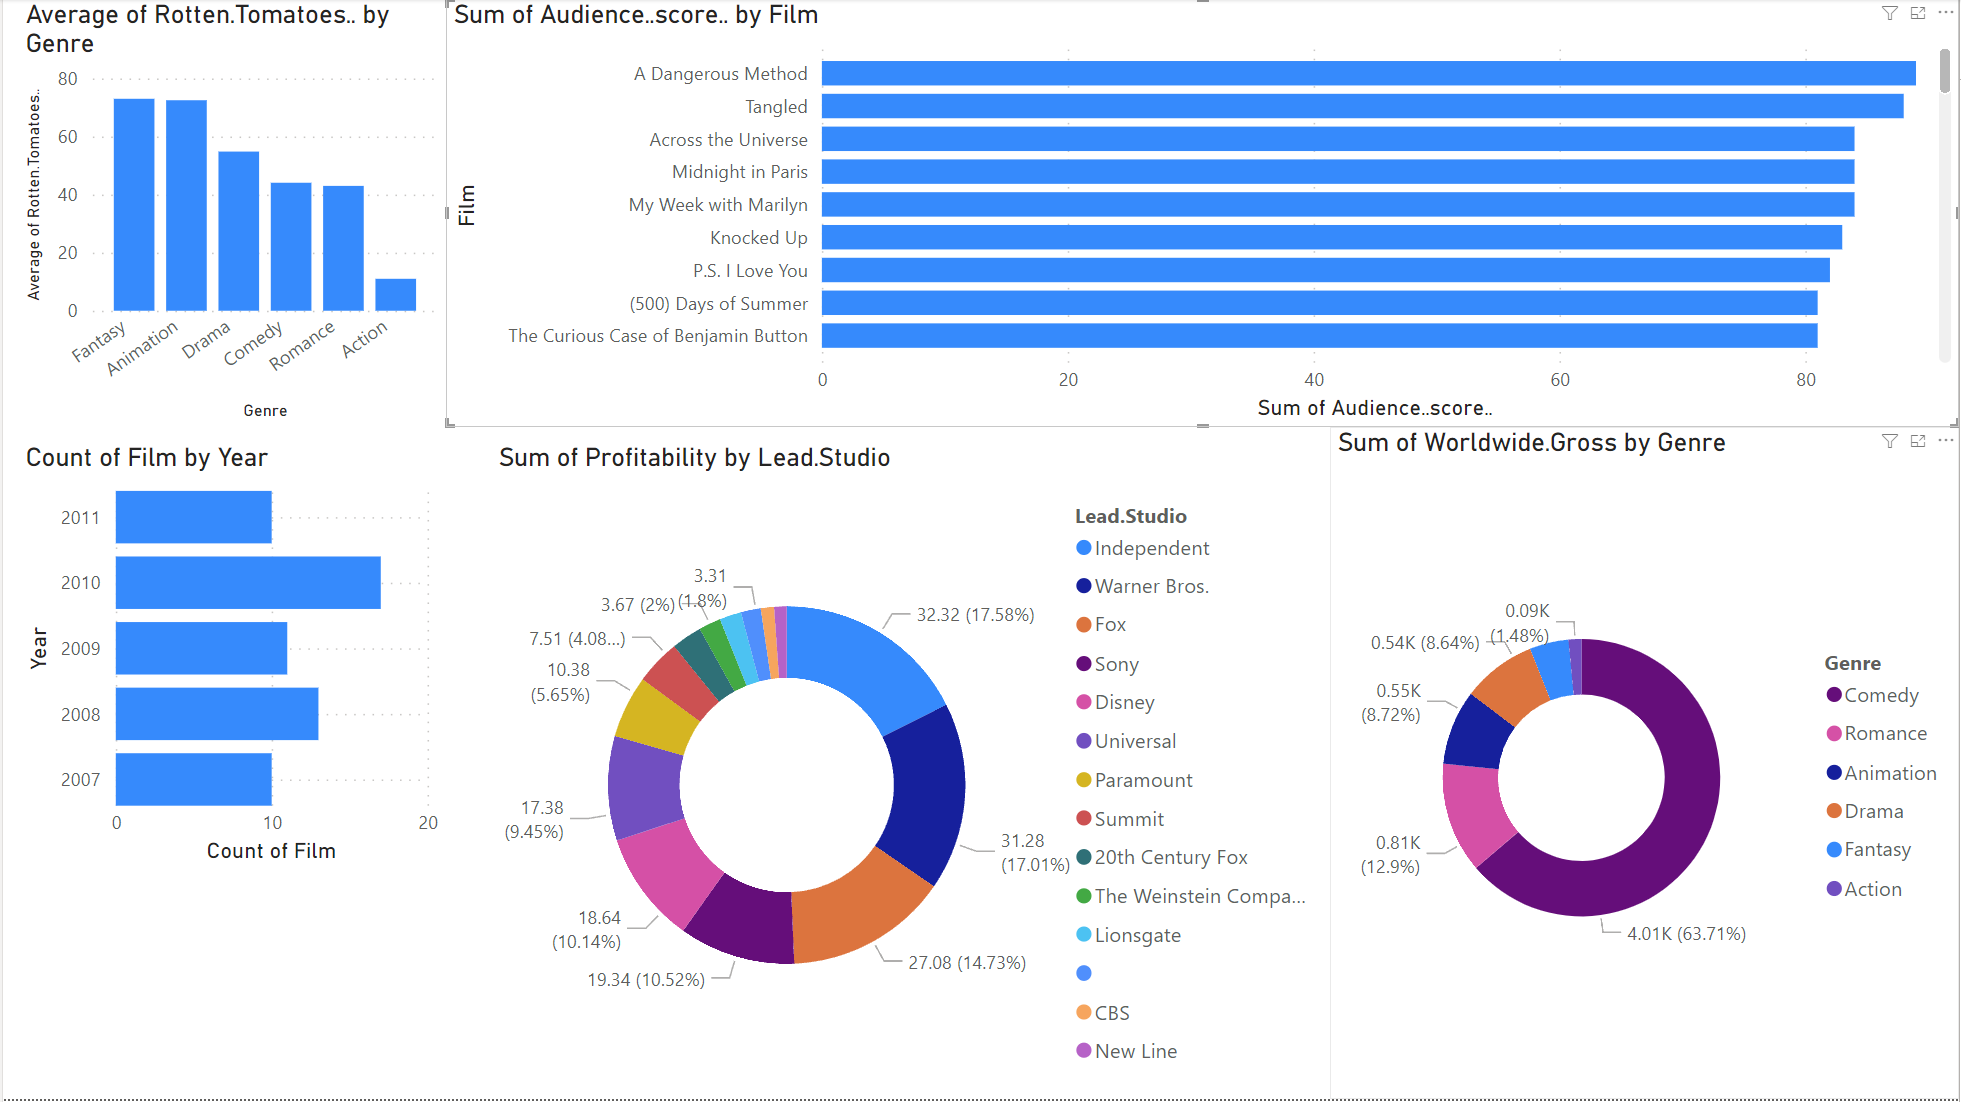 Average of Rotten.Tomatoes.. by
Genre
Average of Rotten.Tomatoes..
80
60
40
20
0
Fantasy
Animation
Drama
Comedy
Romance
Action
Genre
Sum of Audience..score.. by Film
Film
A Dangerous Method
Tangled
Across the Universe
Midnight in Paris
My Week with Marilyn
Knocked Up
P.S. I Love You
(500) Days of Summer
The Curious Case of Benjamin Button
0
20
40
60
80
Sum of Audience..score..
Count of Film by Year
Year
2011
2010
2009
2008
2007
0
10
20
Count of Film
Sum of Profitability by Lead.Studio
32.32 (17.58%)
31.28
(17.01%)
27.08 (14.73%)
19.34 (10.52%)
18.64
(10.14%)
17.38
(9.45%)
10.38
(5.65%)
7.51 (4.08...)
3.67 (2%)
3.31
(1.8%)
Lead.Studio
Independent
Warner Bros.
Fox
Sony
Disney
Universal
Paramount
Summit
20th Century Fox
The Weinstein Compa...
Lionsgate
CBS
New Line
Sum of Worldwide.Gross by Genre
0.09K
(1.48%)
0.54K (8.64%)
0.55K
(8.72%)
0.81K
(12.9%)
4.01K (63.71%)
Genre
Comedy
Romance
Animation
Drama
Fantasy
Action